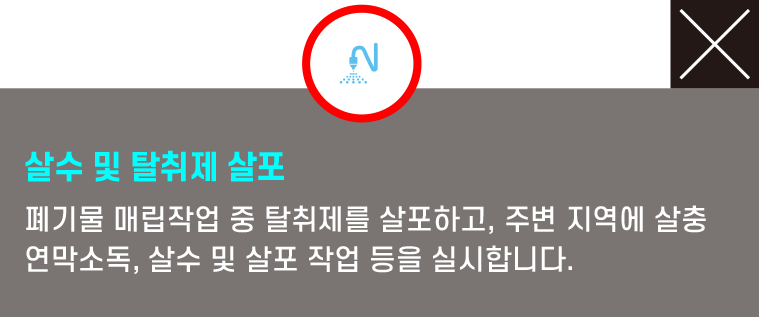 살수 및 탈취제 살포
폐기물 매립작업 중 탈취제를 살포하고, 주변 지역에 살충
연막소독, 살수 및 살포 작업 등을 실시합니다.